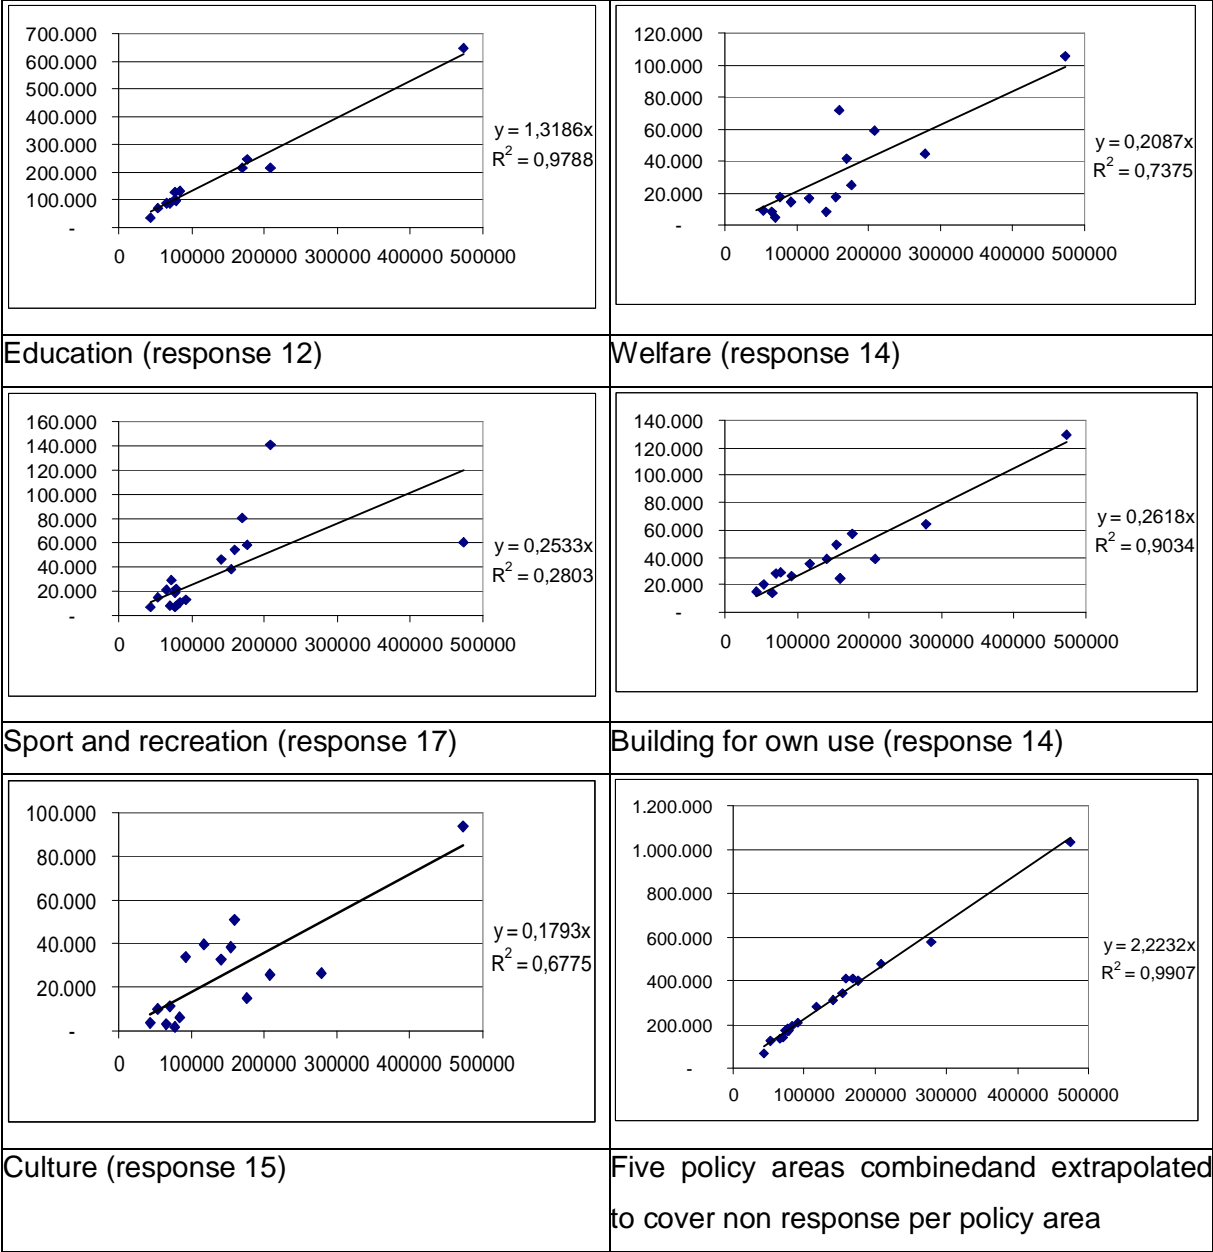 700.000
600.000
500.000
400.000
300.000
200.000
100.000
-
0 100000 200000 300000 400000 500000
y = 1,3186x
R² = 0,9788
120.000
100.000
80.000
60.000
40.000
20.000
-
0 100000 200000 300000 400000 500000
y = 0,2087x
R² = 0,7375
Education (response 12)
Welfare (response 14)
160.000
140.000
120.000
100.000
80.000
60.000
40.000
20.000
-
0 100000 200000 300000 400000 500000
y = 0,2533x
R² = 0,2803
140.000
120.000
100.000
80.000
60.000
40.000
20.000
-
0 100000 200000 300000 400000 500000
y = 0,2618x
R² = 0,9034
Sport and recreation (response 17)
Building for own use (response 14)
100.000
80.000
60.000
40.000
20.000
-
0 100000 200000 300000 400000 500000
y = 0,1793x
R² = 0,6775
1.200.000
1.000.000
800.000
600.000
400.000
200.000
-
0 100000 200000 300000 400000 500000
y = 2,2232x
R² = 0,9907
Culture (response 15)
Five policy areas combinedand extrapolated
to cover non response per policy area